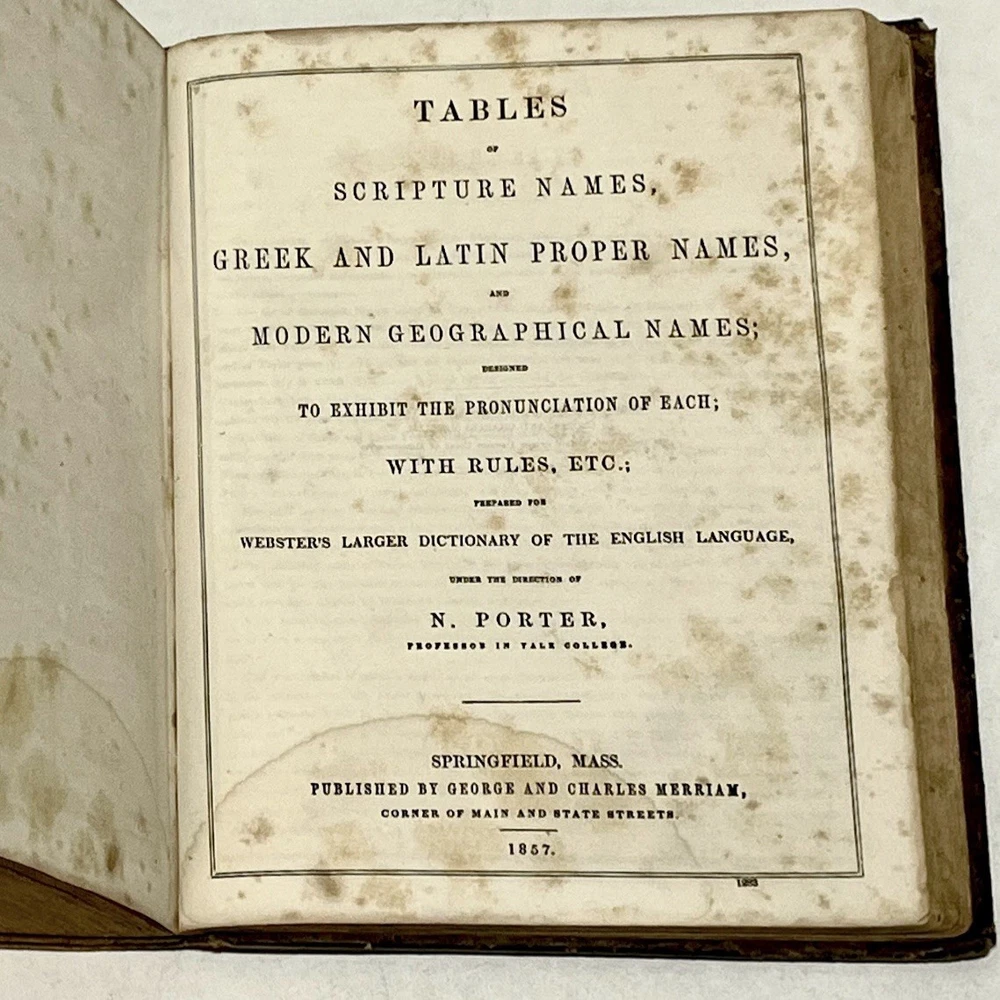 TABLES
OF
SCRIPTURE NAMES,
GREEK AND LATIN PROPER NAMES,
AND
MODERN GEOGRAPHICAL NAMES;
DESIGNED
TO EXHIBIT THE PRONUNCIATION OF EACH;
WITH RULES, ETC.;
PREPARED FOR
WEBSTER'S LARGER DICTIONARY OF THE ENGLISH LANGUAGE,
UNDER THE DIRECTION OF
N. PORTER,
PROFESSOR IN YALE COLLEGE.
SPRINGFIELD, MASS.
PUBLISHED BY GEORGE AND CHARLES MERRIAM,
CORNER OF MAIN AND STATE STREETS.
1857.